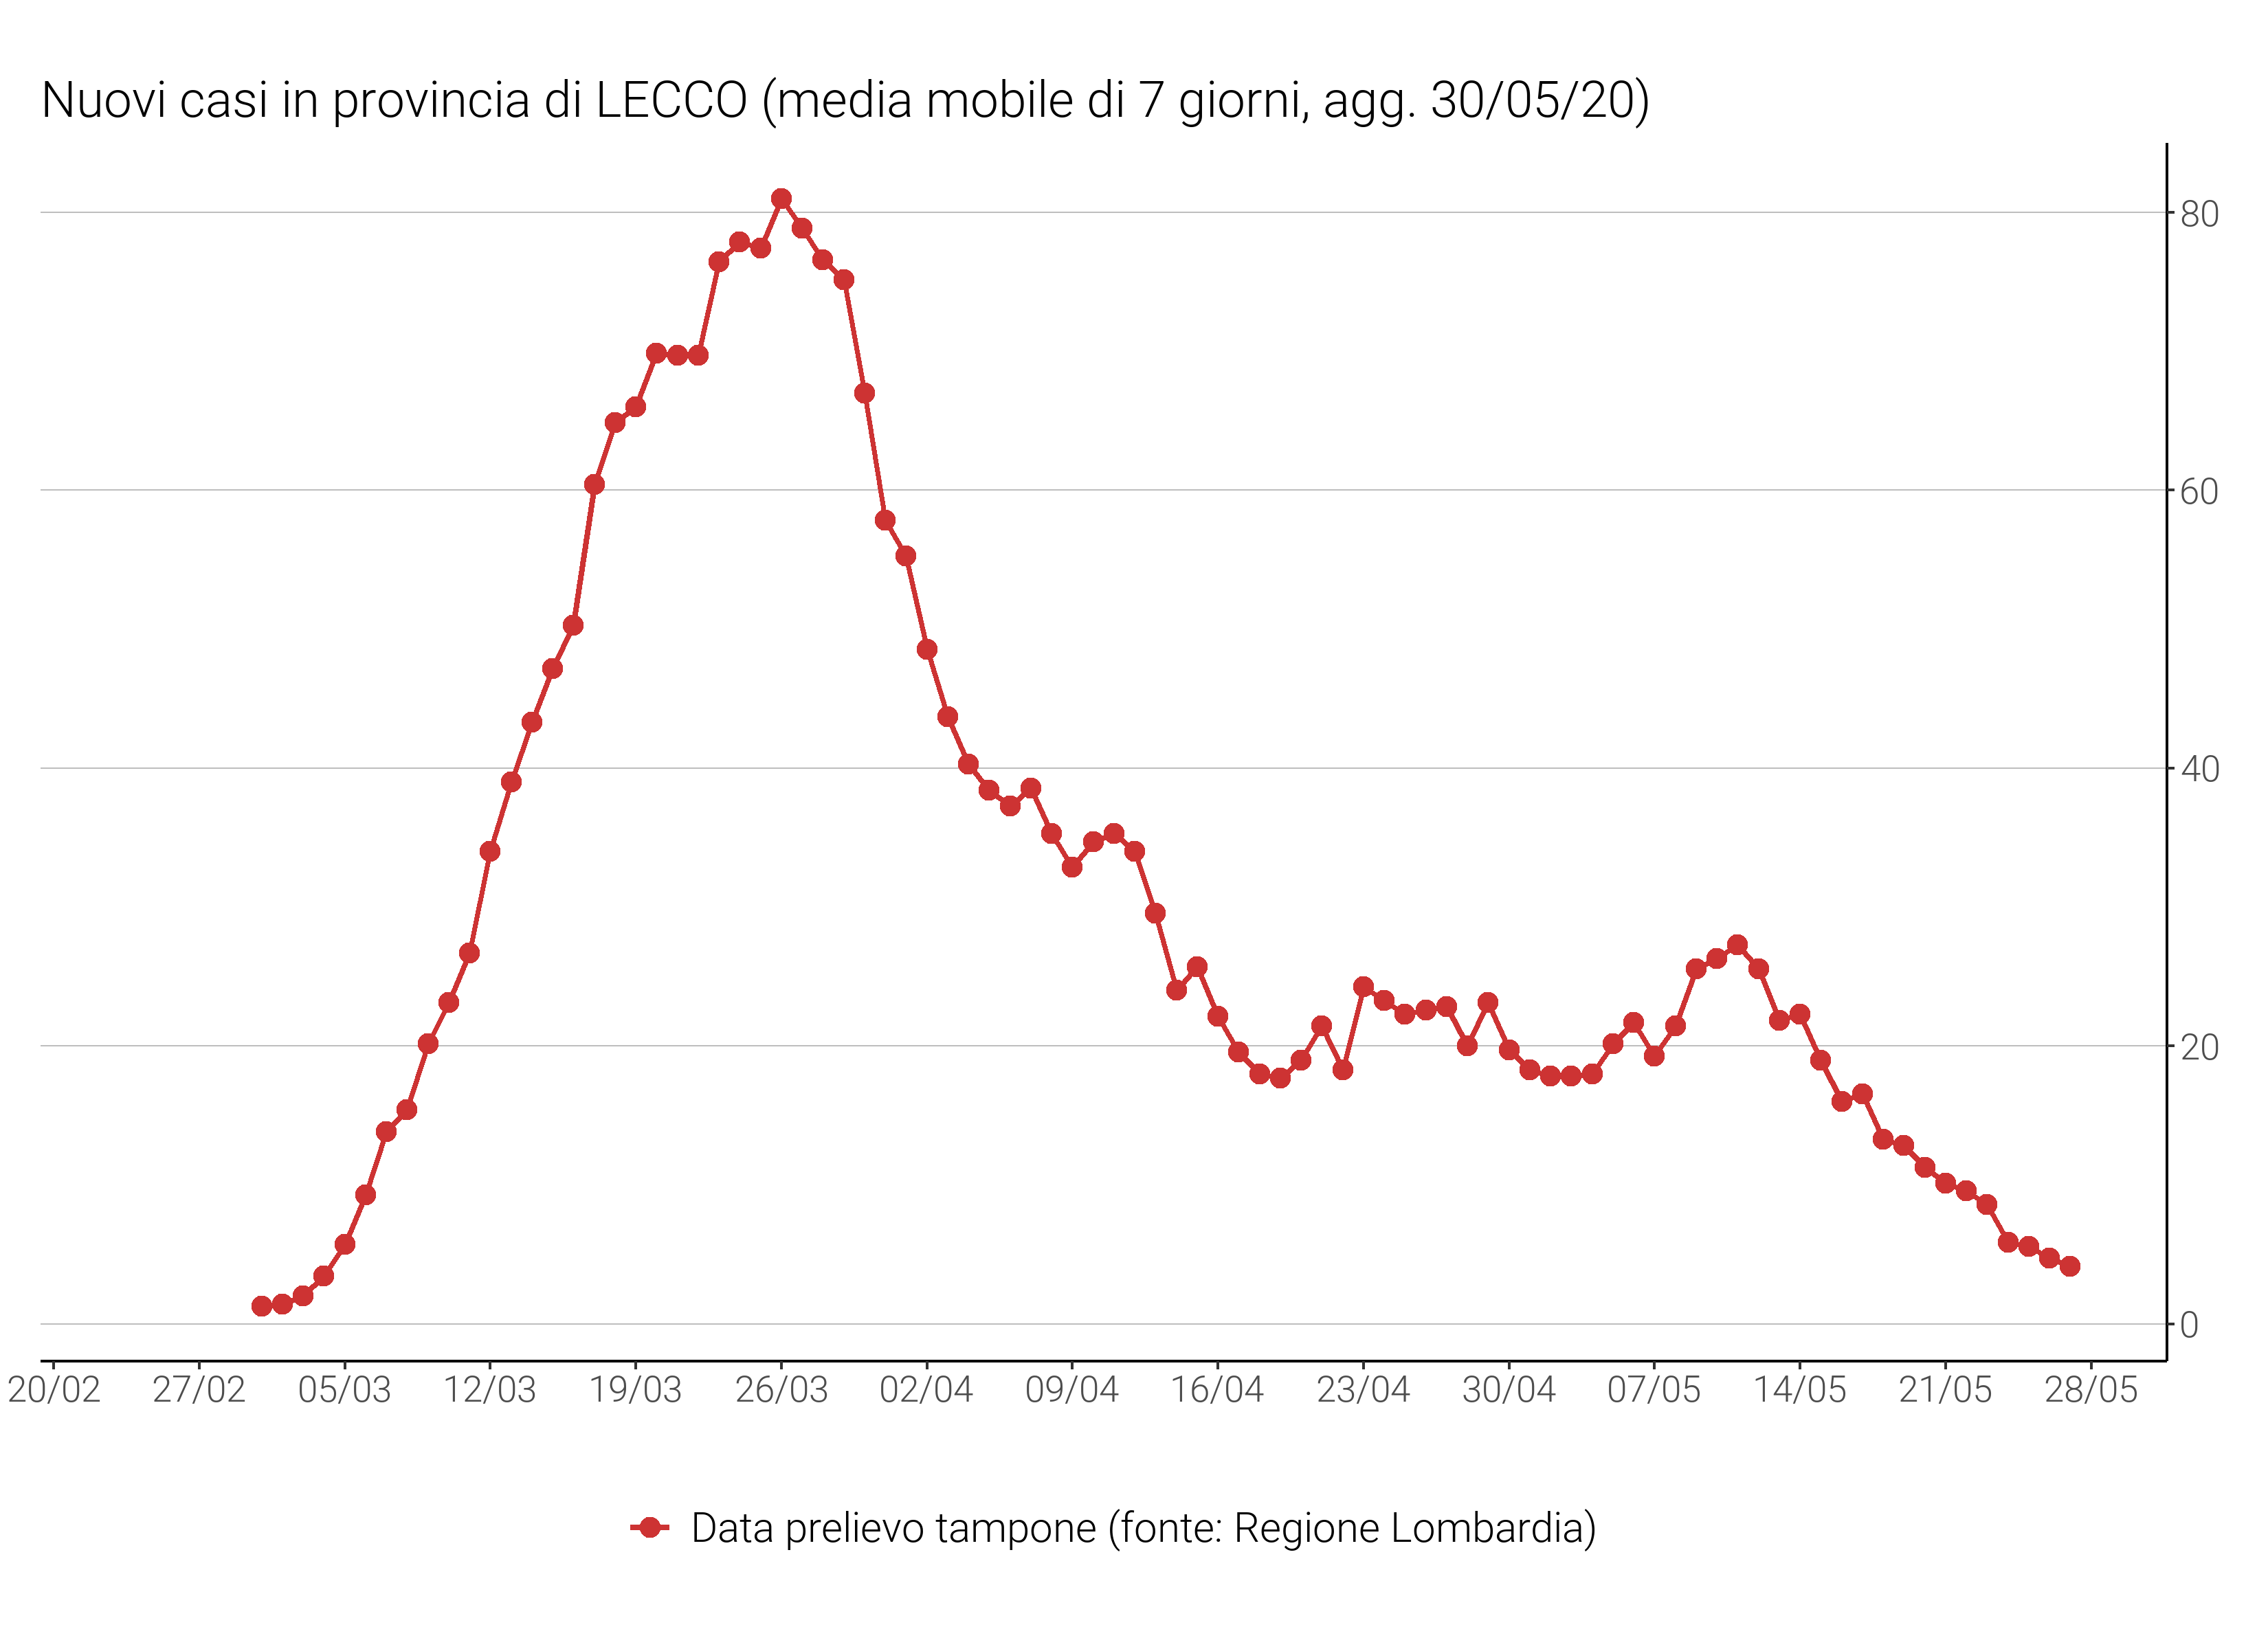 Nuovi casi in provincia di LECCO (media mobile di 7 giorni, agg. 30/05/20)
80
60
40
20
0
20/02 27/02 05/03 12/03 19/03 26/03 02/04 09/04 16/04 23/04 30/04 07/05 14/05 21/05 28/05
Data prelievo tampone (fonte: Regione Lombardia)